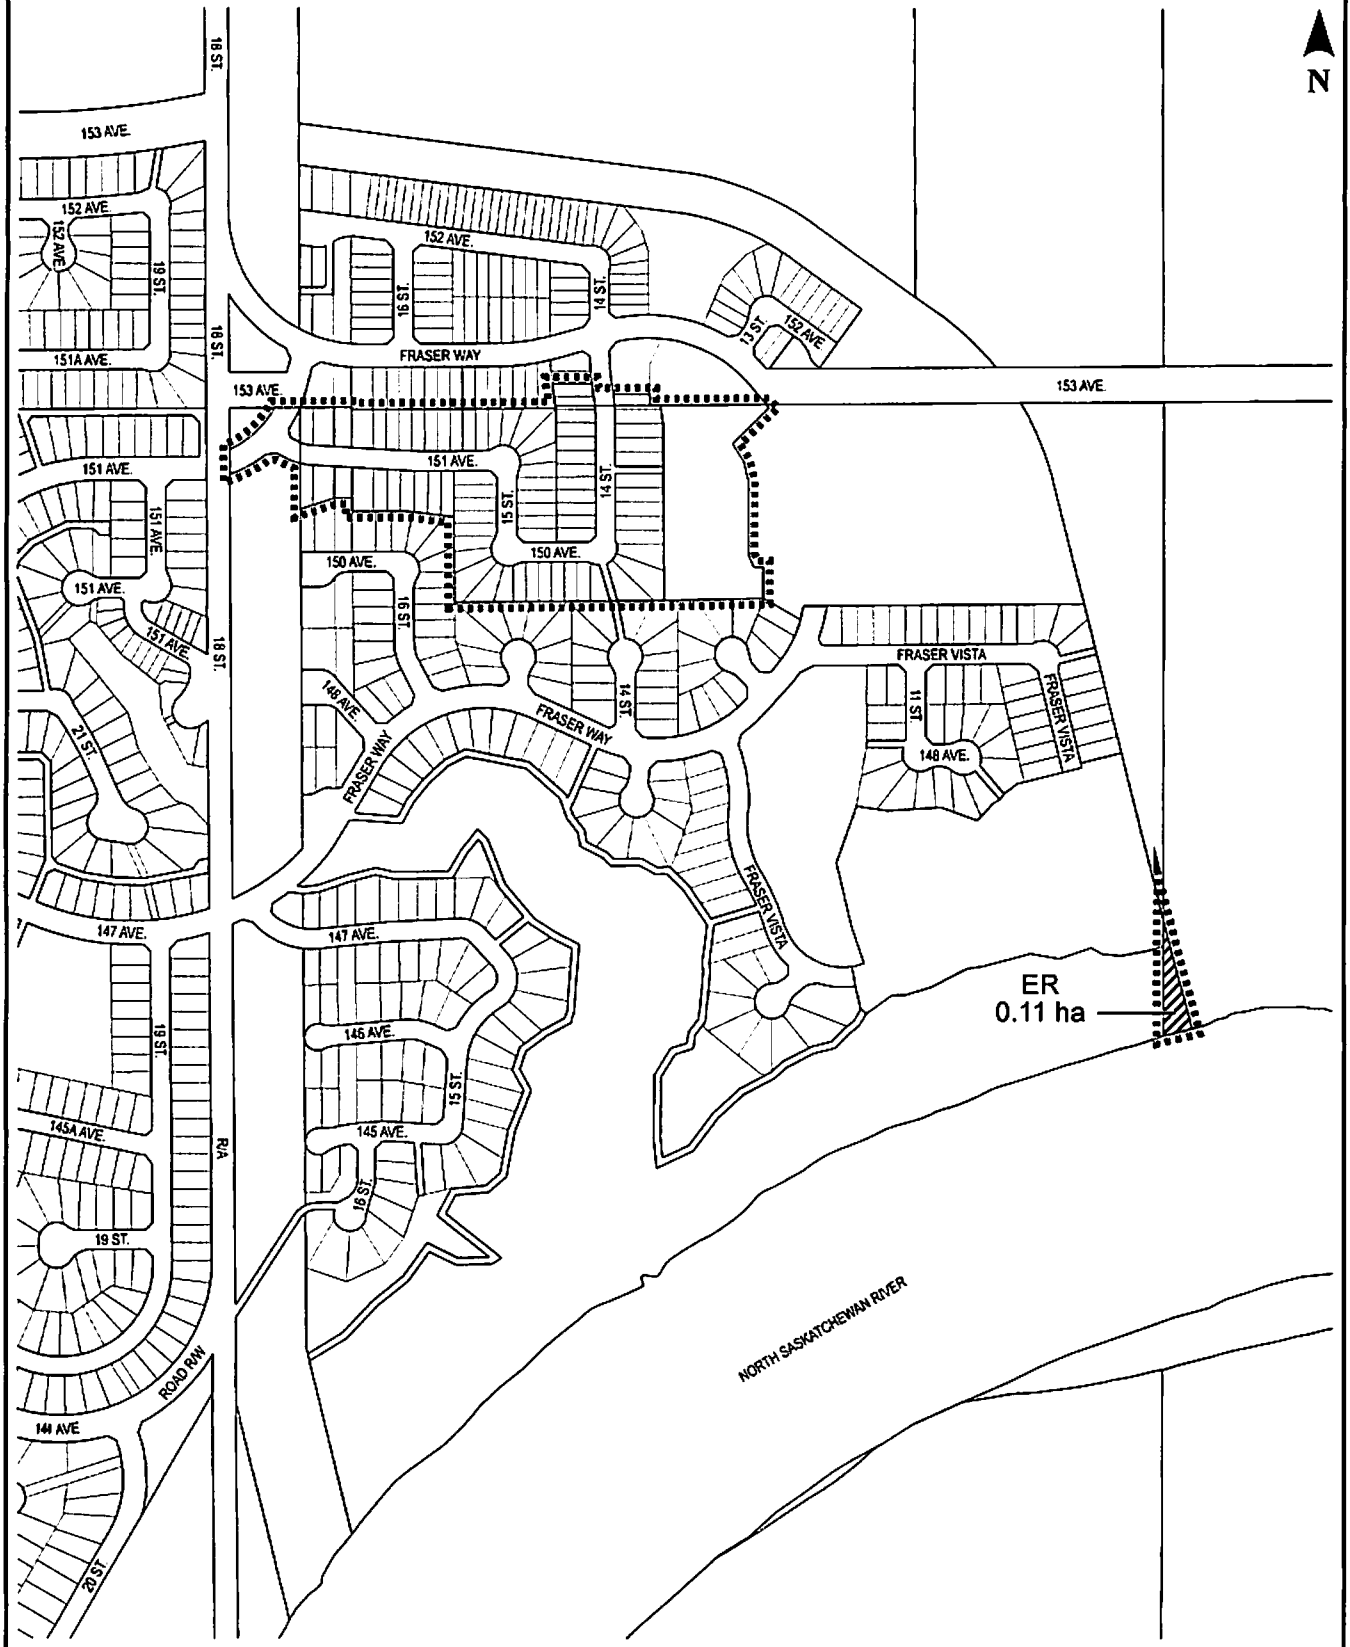 18 ST.
N
153 AVE.
152 AVE.
152 AVE
19 ST.
152 AVE.
16 ST.
14 ST.
13 ST.
152 AVE
18 ST.
151A AVE.
FRASER WAY
153 AVE.
153 AVE.
151 AVE.
151 AVE.
14 ST.
15 ST.
151 AVE.
150 AVE.
150 AVE.
151 AVE.
16 ST.
151 AVE.
18 ST.
FRASER VISTA
148 AVE.
14 ST.
11 ST.
FRASER VISTA
FRASER WAY
21 ST.
148 AVE.
FRASER WAY
FRASER VISTA
147 AVE.
147 AVE.
ER
0.11 ha
19 ST.
146 AVE.
15 ST.
145A AVE.
145 AVE.
R/A
16 ST.
19 ST.
NORTH SASKATCHEWAN RIVER
ROAD R/W
144 AVE
20 ST.